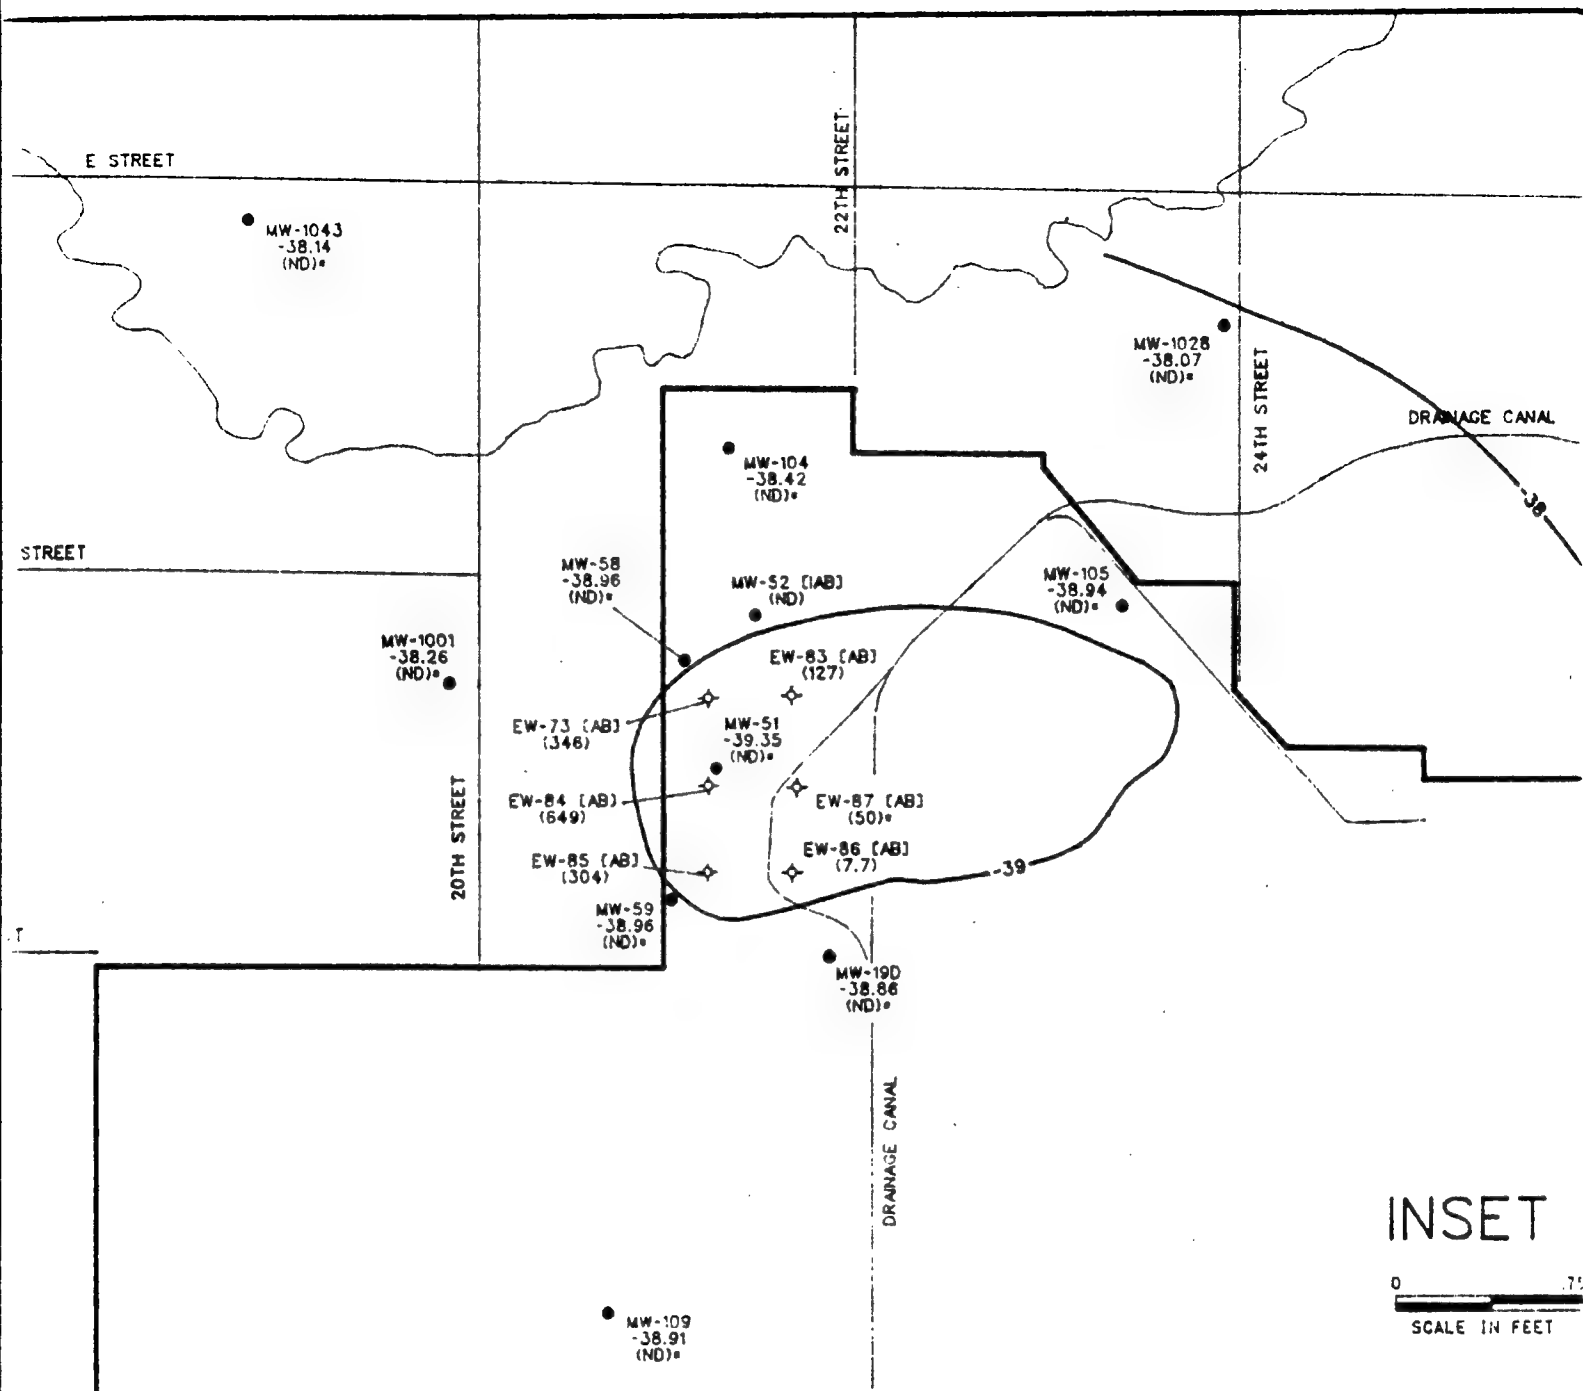 E STREET
22TH STREET
MW-1043
-38.14
(ND)*
MW-1028
-38.07
(ND)*
24TH STREET
DRAINAGE CANAL
MW-104
-38.42
(ND)*
-38
STREET
MW-58
-38.96
(ND)*
MW-52 [IAB]
(ND)
MW-105
-38.94
(ND)*
MW-1001
-38.26
(ND)*
EW-83 [AB]
(127)
EW-73 [AB]
(346)
MW-51
-39.35
(ND)*
EW-84 [AB]
(649)
EW-87 [AB]
(50)*
20TH STREET
EW-85 [AB]
(304)
EW-86 [AB]
(7.7)
-39
MW-59
-38.96
(ND)*
T
MW-19D
-38.86
(ND)*
DRAINAGE CANAL
INSET
0
SCALE IN FEET
MW-109
-38.91
(ND)*